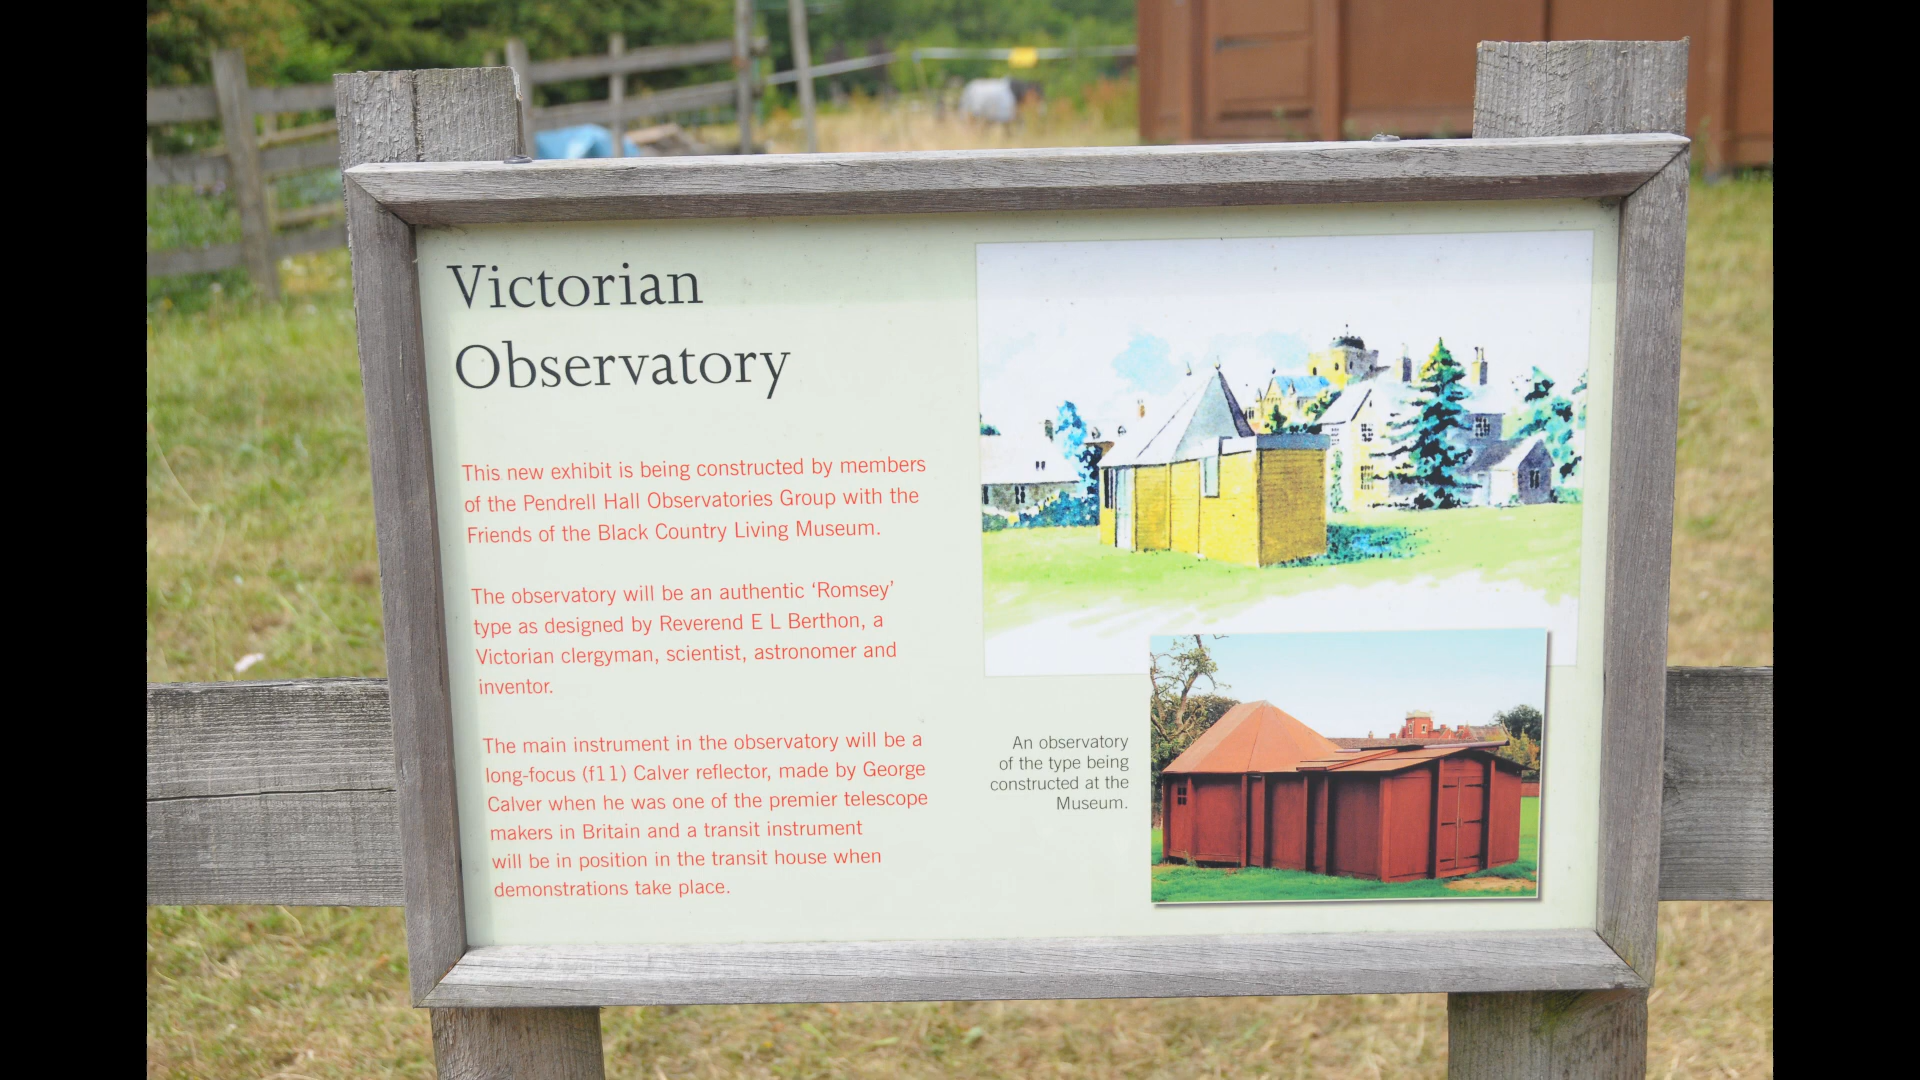 Victorian
Observatory
This new exhibit is being constructed by members
of the Pendrell Hall Observatories Group with the
Friends of the Black Country Living Museum.
The observatory will be an authentic ‘Romsey’
type as designed by Reverend E L Berthon, a
Victorian clergyman, scientist, astronomer and
inventor.
The main instrument in the observatory will be a
long-focus (f11) Calver reflector, made by George
Calver when he was one of the premier telescope
makers in Britain and a transit instrument
will be in position in the transit house when
demonstrations take place.
An observatory
of the type being
constructed at the
Museum.